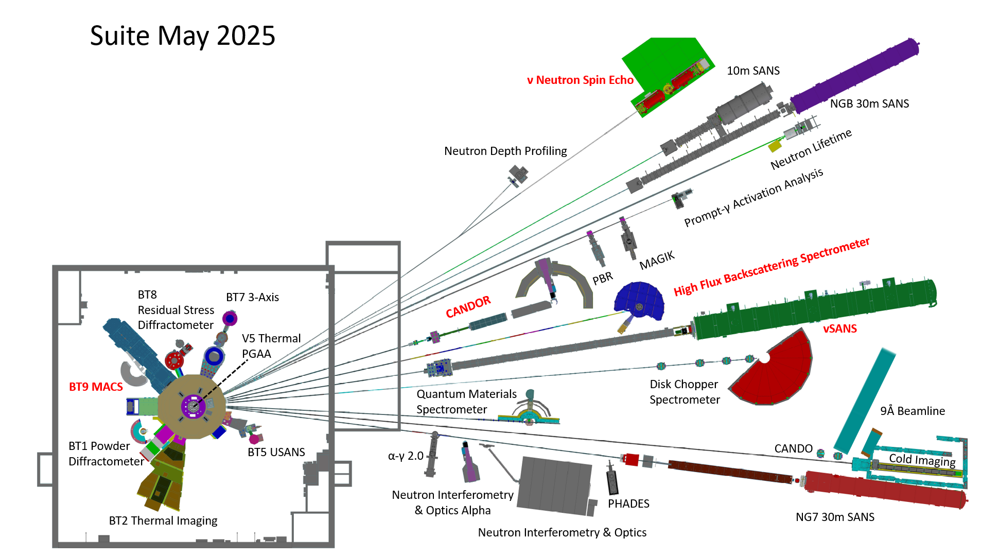 Suite May 2025
ν Neutron Spin Echo
10m SANS
NGB 30m SANS
Neutron Depth Profiling
Neutron Lifetime
Prompt-γ Activation Analysis
MAGIK
PBR
High Flux Backscattering Spectrometer
CANDOR
vSANS
BT8
Residual Stress
Diffractometer
BT7 3-Axis
V5 Thermal
PGAA
BT9 MACS
Quantum Materials
Spectrometer
Disk Chopper
Spectrometer
9Å Beamline
BT1 Powder
Diffractometer
BT5 USANS
α-γ 2.0
CANDO
Cold Imaging
Neutron Interferometry
& Optics Alpha
PHADES
NG7 30m SANS
BT2 Thermal Imaging
Neutron Interferometry & Optics